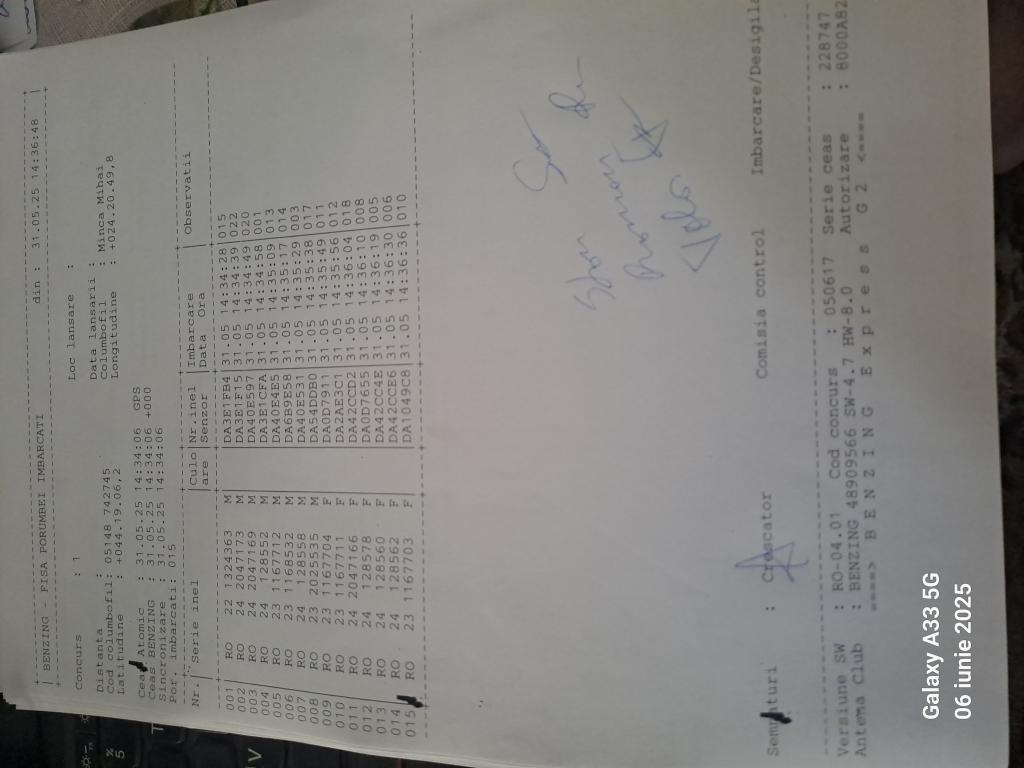 BENZING - FISA PORUMBEI IMBARCATI din : 31.05.25 14:36:48
Concurs : 1 Loc lansare :
Distanta : Data lansarii :
Cod columbofil: 05148 742745 Columbofil : Minca Mihai
Latitudine : +044.19.06,2 Longitudine : +024.20.49,8
Ceas Atomic : 31.05.25 14:34:06 GPS
Ceas BENZING : 31.05.25 14:34:06 +000
Sincronizare : 31.05.25 14:34:06
Por. imbarcati: 015
Nr. Serie inel Culo Nr.inel Imbarcare Observatii
are Senzor Data Ora
001 RO 22 1324363 M DA3E1FB4 31.05 14:34:28 015
002 RO 24 2047173 M DA3E1F15 31.05 14:34:39 022
003 RO 24 2047169 M DA40E597 31.05 14:34:49 020
004 RO 24 128552 M DA3E1CFA 31.05 14:34:58 001
005 RO 23 1167712 M DA40E4E5 31.05 14:35:09 013
006 RO 23 1168532 M DA6B9E58 31.05 14:35:17 014
007 RO 24 128558 M DA40E531 31.05 14:35:29 003
008 RO 23 2025535 M DA54DDB0 31.05 14:35:38 017
009 RO 23 1167704 F DA0D7911 31.05 14:35:49 011
010 RO 23 1167711 F DA2AE3C1 31.05 14:35:56 012
011 RO 24 2047166 F DA42CCD2 31.05 14:36:04 018
012 RO 24 128578 F DA0D7C55 31.05 14:36:10 008
013 RO 24 128560 F DA42CC4E 31.05 14:36:19 005
014 RO 24 128562 F DA42CCE6 31.05 14:36:30 006
015 RO 23 1167703 F DA1049C8 31.05 14:36:36 010
Semnaturi : Crescator Comisia control Imbarcare/Desigila
Versiune SW : RO-04.01 Cod concurs : 050617 Serie ceas : 228747
Antena Club : BENZING 48909566 SW-4.7 HW-8.0 Autorizare : 8000A82
====> B E N Z I N G E x p r e s s G 2 <====
Galaxy A33 5G
06 iunie 2025